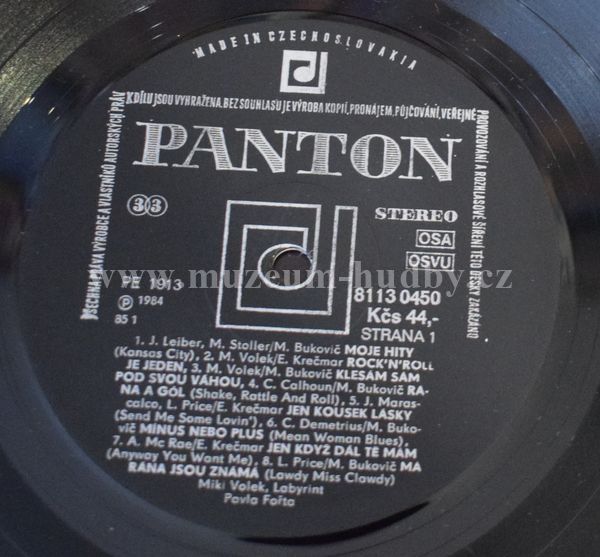 MADE IN CZECHOSLOVAKIA
VŠECHNA PRÁVA VÝROBCE A VLASTNÍKŮ AUTORSKÝCH PRÁV
K DÍLU JSOU VYHRAŽENA. BEZ SOUHLASU JE VÝROBA KOPIÍ, PRONÁJEM, PŮJČOVÁNÍ, VEŘEJNÉ
PROVOZOVÁNÍ A ROZHLASOVÉ ŠÍŘENÍ TÉTO DESKY ZAKÁZÁNO
PANTON
33
STEREO
OSA
OSVU
www.muzeum-hudby.cz
PE 1913
Ⓟ 1984
85 1
8113 0450
Kčs 44,-
STRANA 1
1. J. Leiber, M. Stoller/M. Bukovič MOJE HITY
(Kansas City), 2. M. Volek/E. Krečmar ROCK'N'ROLL
JE JEDEN, 3. M. Volek/M. Bukovič KLESÁM SÁM
POD SVOU VÁHOU, 4. C. Calhoun/M. Bukovič RA-
NA A GÓL (Shake, Rattle And Roll), 5. J. Maras-
calco, L. Price/E. Krečmar JEN KOUSEK LÁSKY
(Send Me Some Lovin'), 6. C. Demetrius/M. Buko-
vič MÍNUS NEBO PLUS (Mean Woman Blues),
7. A. Mc Rae/E. Krečmar JEN KDYŽ DÁL TĚ MÁM
(Anyway You Want Me), 8. L. Price/M. Bukovič MÁ
RÁNA JSOU ZNÁMÁ (Lawdy Miss Clawdy)
Miki Volek, Labyrint
Pavla Fořta